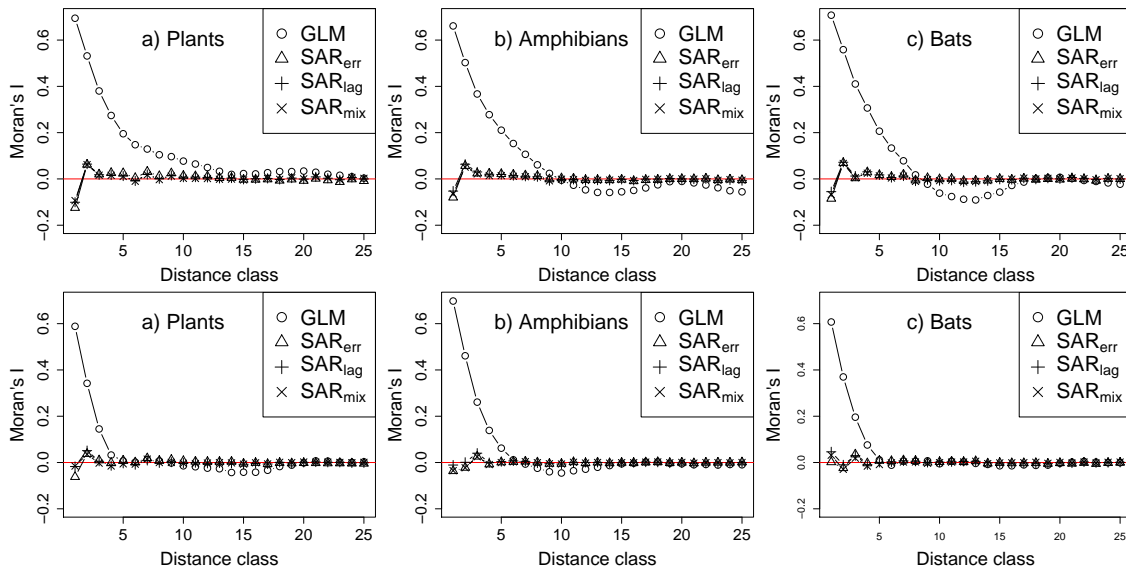 a) Plants
GLM
SARerr
SARlag
SARmix
Moran's I
0.6
0.4
0.2
0.0
−0.2
5 10 15 20 25
Distance class
b) Amphibians
GLM
SARerr
SARlag
SARmix
Moran's I
0.6
0.4
0.2
0.0
−0.2
5 10 15 20 25
Distance class
c) Bats
GLM
SARerr
SARlag
SARmix
Moran's I
0.6
0.4
0.2
0.0
−0.2
5 10 15 20 25
Distance class
a) Plants
GLM
SARerr
SARlag
SARmix
Moran's I
0.6
0.4
0.2
0.0
−0.2
5 10 15 20 25
Distance class
b) Amphibians
GLM
SARerr
SARlag
SARmix
Moran's I
0.6
0.4
0.2
0.0
−0.2
5 10 15 20 25
Distance class
c) Bats
GLM
SARerr
SARlag
SARmix
Moran's I
0.6
0.4
0.2
0.0
−0.2
5 10 15 20 25
Distance class